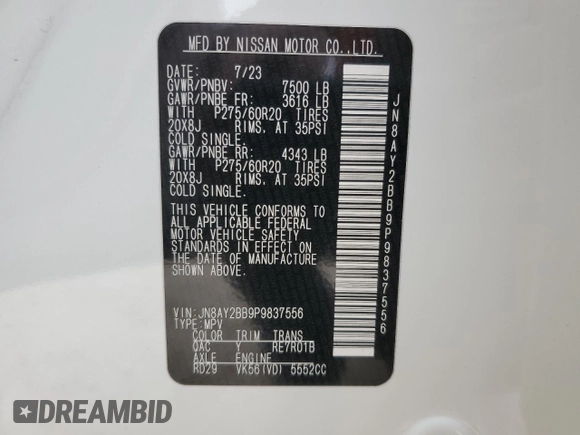 MFD BY NISSAN MOTOR CO.,LTD.
DATE: 7/23
GVWR/PNBV: 7500 LB
GAWR/PNBE FR: 3616 LB
WITH P275/60R20 TIRES
20X8J RIMS. AT 35PSI
COLD SINGLE.
GAWR/PNBE RR: 4343 LB
WITH P275/60R20 TIRES
20X8J RIMS. AT 35PSI
COLD SINGLE.
THIS VEHICLE CONFORMS TO
ALL APPLICABLE FEDERAL
MOTOR VEHICLE SAFETY
STANDARDS IN EFFECT ON
THE DATE OF MANUFACTURE
SHOWN ABOVE.
VIN: JN8AY2BB9P9837556
TYPE: MPV
COLOR TRIM TRANS
QAC Y RE7R01B
AXLE ENGINE
RD29 VK56(VD) 5552CC
JN8AY2BB9P9837556
DREAMBID